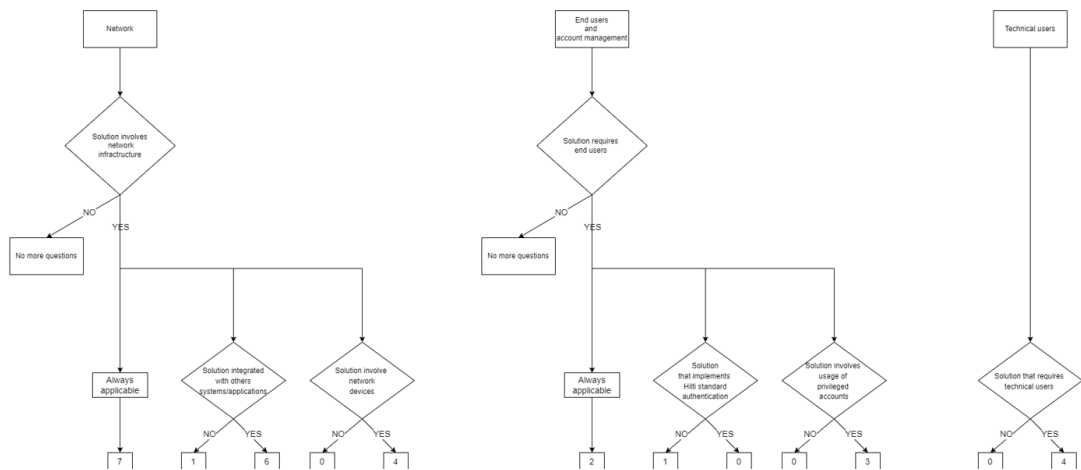 Network
Solution involves
network
infractructure
NO
YES
No more questions
Always
applicable
Solution integrated
with others
systems/applications
Solution involve
network
devices
NO
YES
NO
YES
7
1
6
0
4
End users
and
account management
Solution requires
end users
NO
YES
No more questions
Always
applicable
Solution
that implements
Hilti standard
authentication
Solution involves
usage of
privileged
accounts
NO
YES
NO
YES
2
1
0
0
3
Technical users
Solution that requires
technical users
NO
YES
0
4